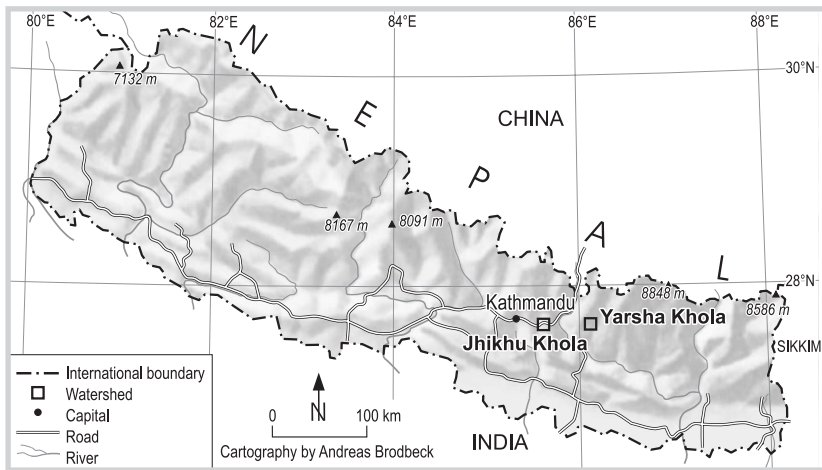 80°E
82°E
84°E
86°E
88°E
30°N
28°N
N E P A L
7132 m
CHINA
8167 m
8091 m
8848 m
8586 m
Kathmandu
Yarsha Khola
Jhikhu Khola
SIKKIM
INDIA
International boundary
Watershed
Capital
Road
River
N
0 100 km
Cartography by Andreas Brodbeck